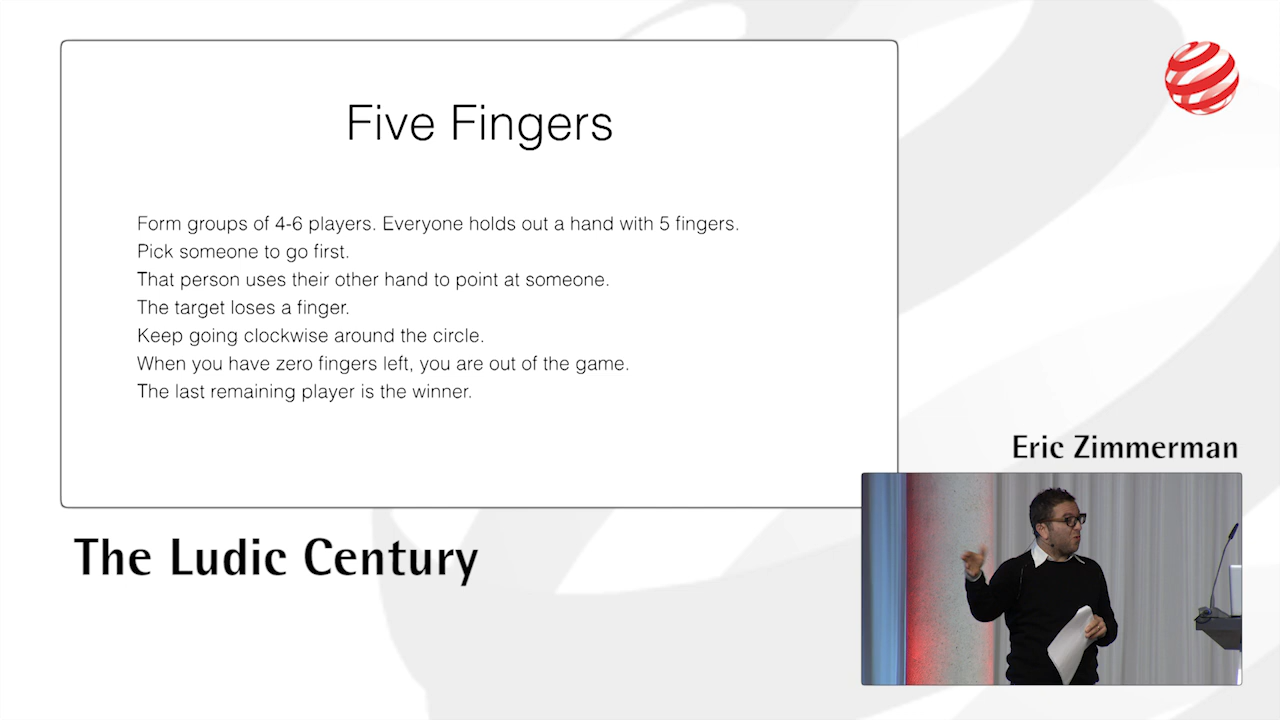 Five Fingers
Form groups of 4-6 players. Everyone holds out a hand with 5 fingers.
Pick someone to go first.
That person uses their other hand to point at someone.
The target loses a finger.
Keep going clockwise around the circle.
When you have zero fingers left, you are out of the game.
The last remaining player is the winner.
Eric Zimmerman
The Ludic Century